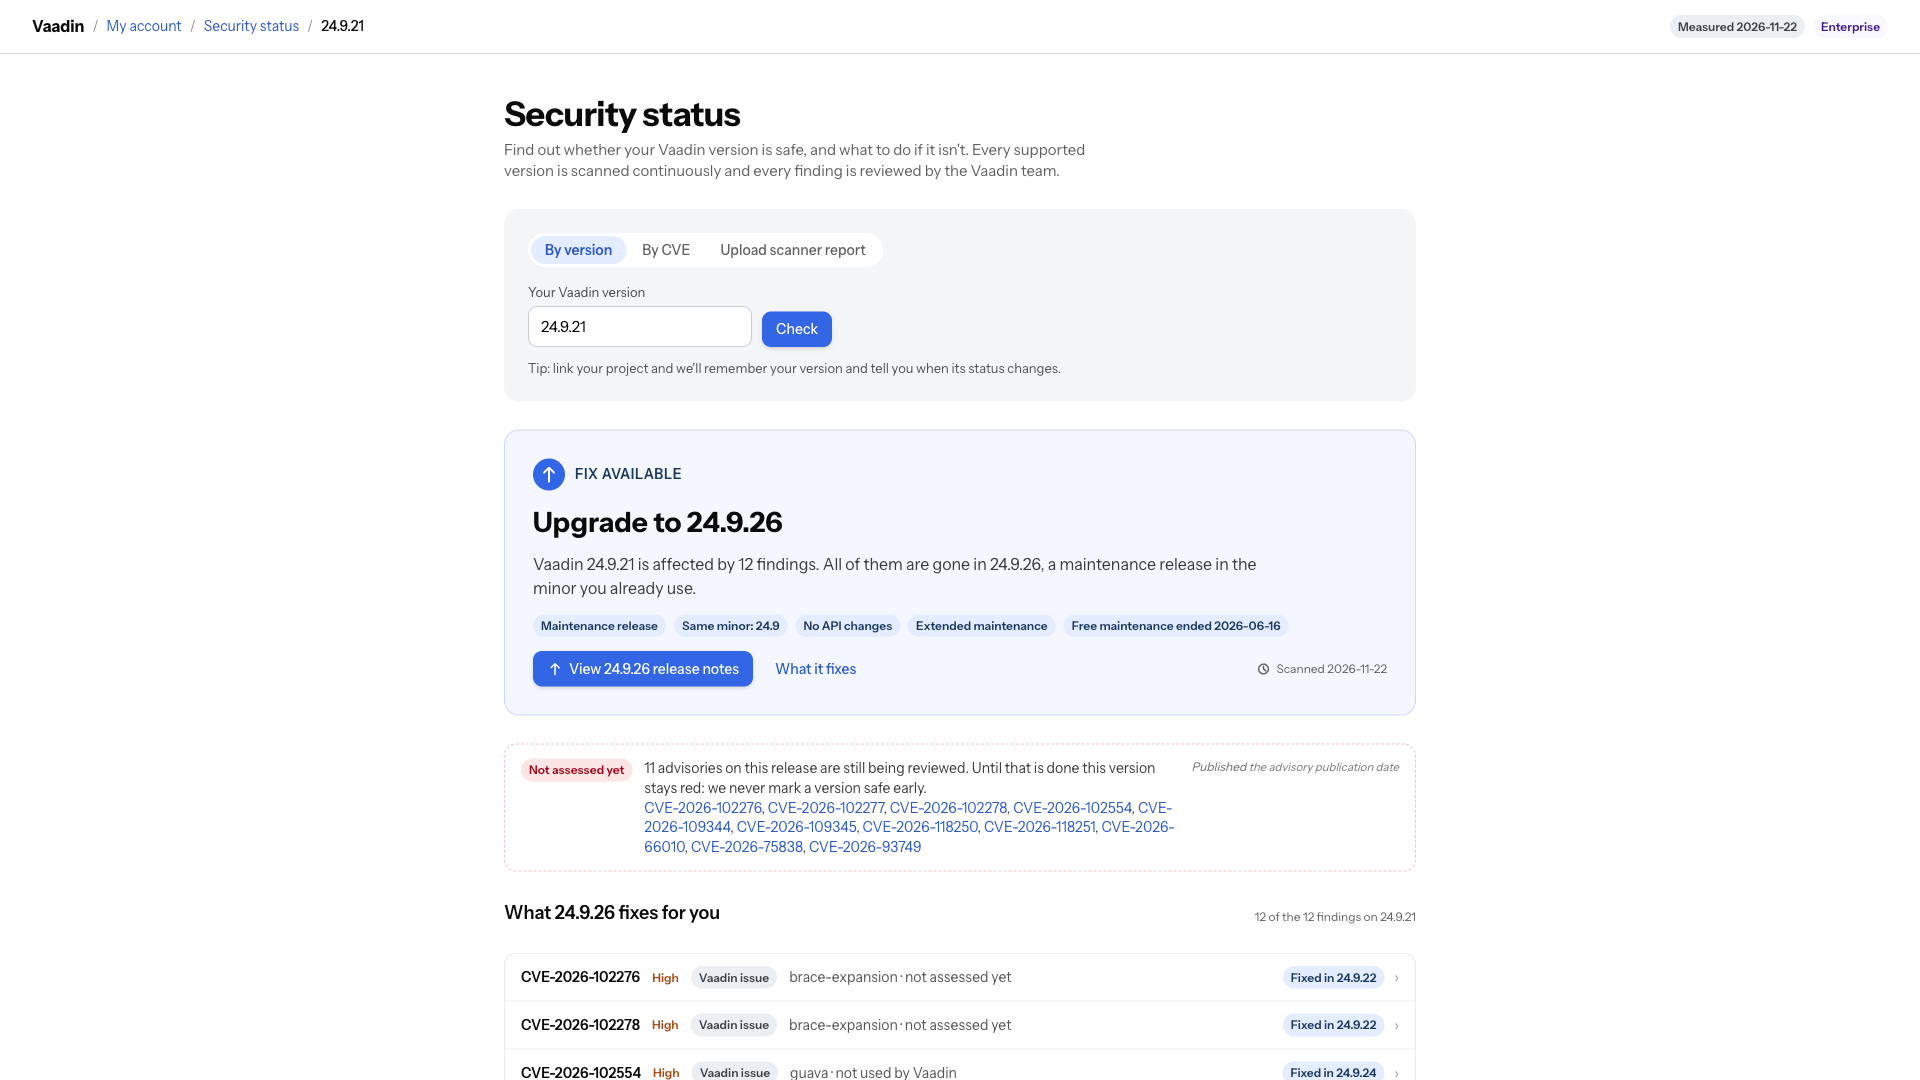 Vaadin / My account / Security status / 24.9.21
Measured 2026-11-22 Enterprise
Security status
Find out whether your Vaadin version is safe, and what to do if it isn't. Every supported
version is scanned continuously and every finding is reviewed by the Vaadin team.
By version By CVE Upload scanner report
Your Vaadin version
24.9.21 Check
Tip: link your project and we'll remember your version and tell you when its status changes.
FIX AVAILABLE
Upgrade to 24.9.26
Vaadin 24.9.21 is affected by 12 findings. All of them are gone in 24.9.26, a maintenance release in the
minor you already use.
Maintenance release Same minor: 24.9 No API changes Extended maintenance Free maintenance ended 2026-06-16
View 24.9.26 release notes What it fixes Scanned 2026-11-22
Not assessed yet
11 advisories on this release are still being reviewed. Until that is done this version
stays red: we never mark a version safe early.
CVE-2026-102276, CVE-2026-102277, CVE-2026-102278, CVE-2026-102554, CVE-
2026-109344, CVE-2026-109345, CVE-2026-118250, CVE-2026-118251, CVE-2026-
66010, CVE-2026-75838, CVE-2026-93749
Published the advisory publication date
What 24.9.26 fixes for you
12 of the 12 findings on 24.9.21
CVE-2026-102276 High Vaadin issue brace-expansion · not assessed yet Fixed in 24.9.22 ›
CVE-2026-102278 High Vaadin issue brace-expansion · not assessed yet Fixed in 24.9.22 ›
CVE-2026-102554 High Vaadin issue guava · not used by Vaadin Fixed in 24.9.24 ›